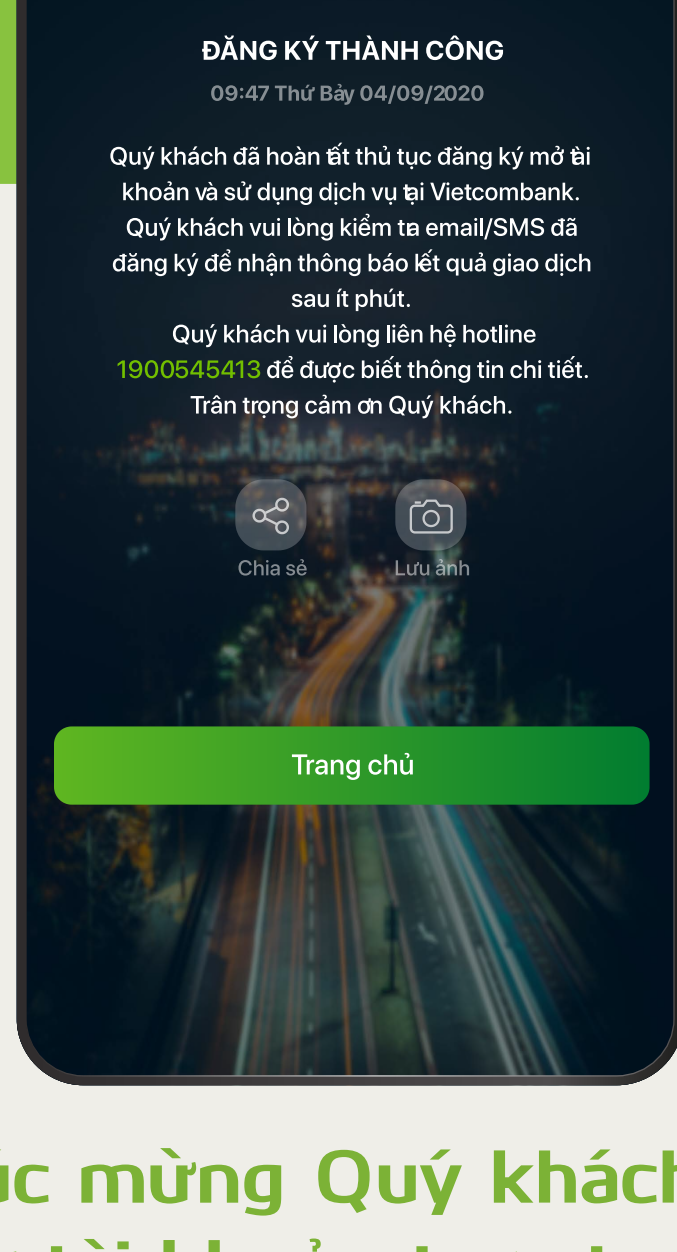 ĐĂNG KÝ THÀNH CÔNG
09:47 Thứ Bảy 04/09/2020
Quý khách đã hoàn tất thủ tục đăng ký mở tài
khoản và sử dụng dịch vụ tại Vietcombank.
Quý khách vui lòng kiểm tra email/SMS đã
đăng ký để nhận thông báo kết quả giao dịch
sau ít phút.
Quý khách vui lòng liên hệ hotline
1900545413 để được biết thông tin chi tiết.
Trân trọng cảm ơn Quý khách.
Chia sẻ Lưu ảnh
Trang chủ
mừng Quý khách